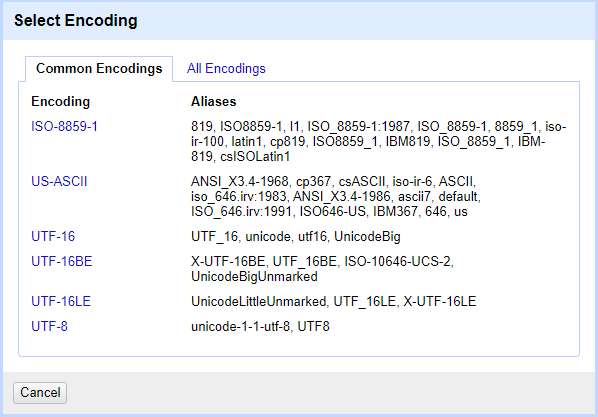 Select Encoding
Common Encodings All Encodings
Encoding Aliases
ISO-8859-1 819, ISO8859-1, l1, ISO_8859-1:1987, ISO_8859-1, 8859_1, iso-
ir-100, latin1, cp819, ISO8859_1, IBM819, ISO_8859_1, IBM-
819, csISOLatin1
US-ASCII ANSI_X3.4-1968, cp367, csASCII, iso-ir-6, ASCII,
iso_646.irv:1983, ANSI_X3.4-1986, ascii7, default,
ISO_646.irv:1991, ISO646-US, IBM367, 646, us
UTF-16 UTF_16, unicode, utf16, UnicodeBig
UTF-16BE X-UTF-16BE, UTF_16BE, ISO-10646-UCS-2,
UnicodeBigUnmarked
UTF-16LE UnicodeLittleUnmarked, UTF_16LE, X-UTF-16LE
UTF-8 unicode-1-1-utf-8, UTF8
Cancel